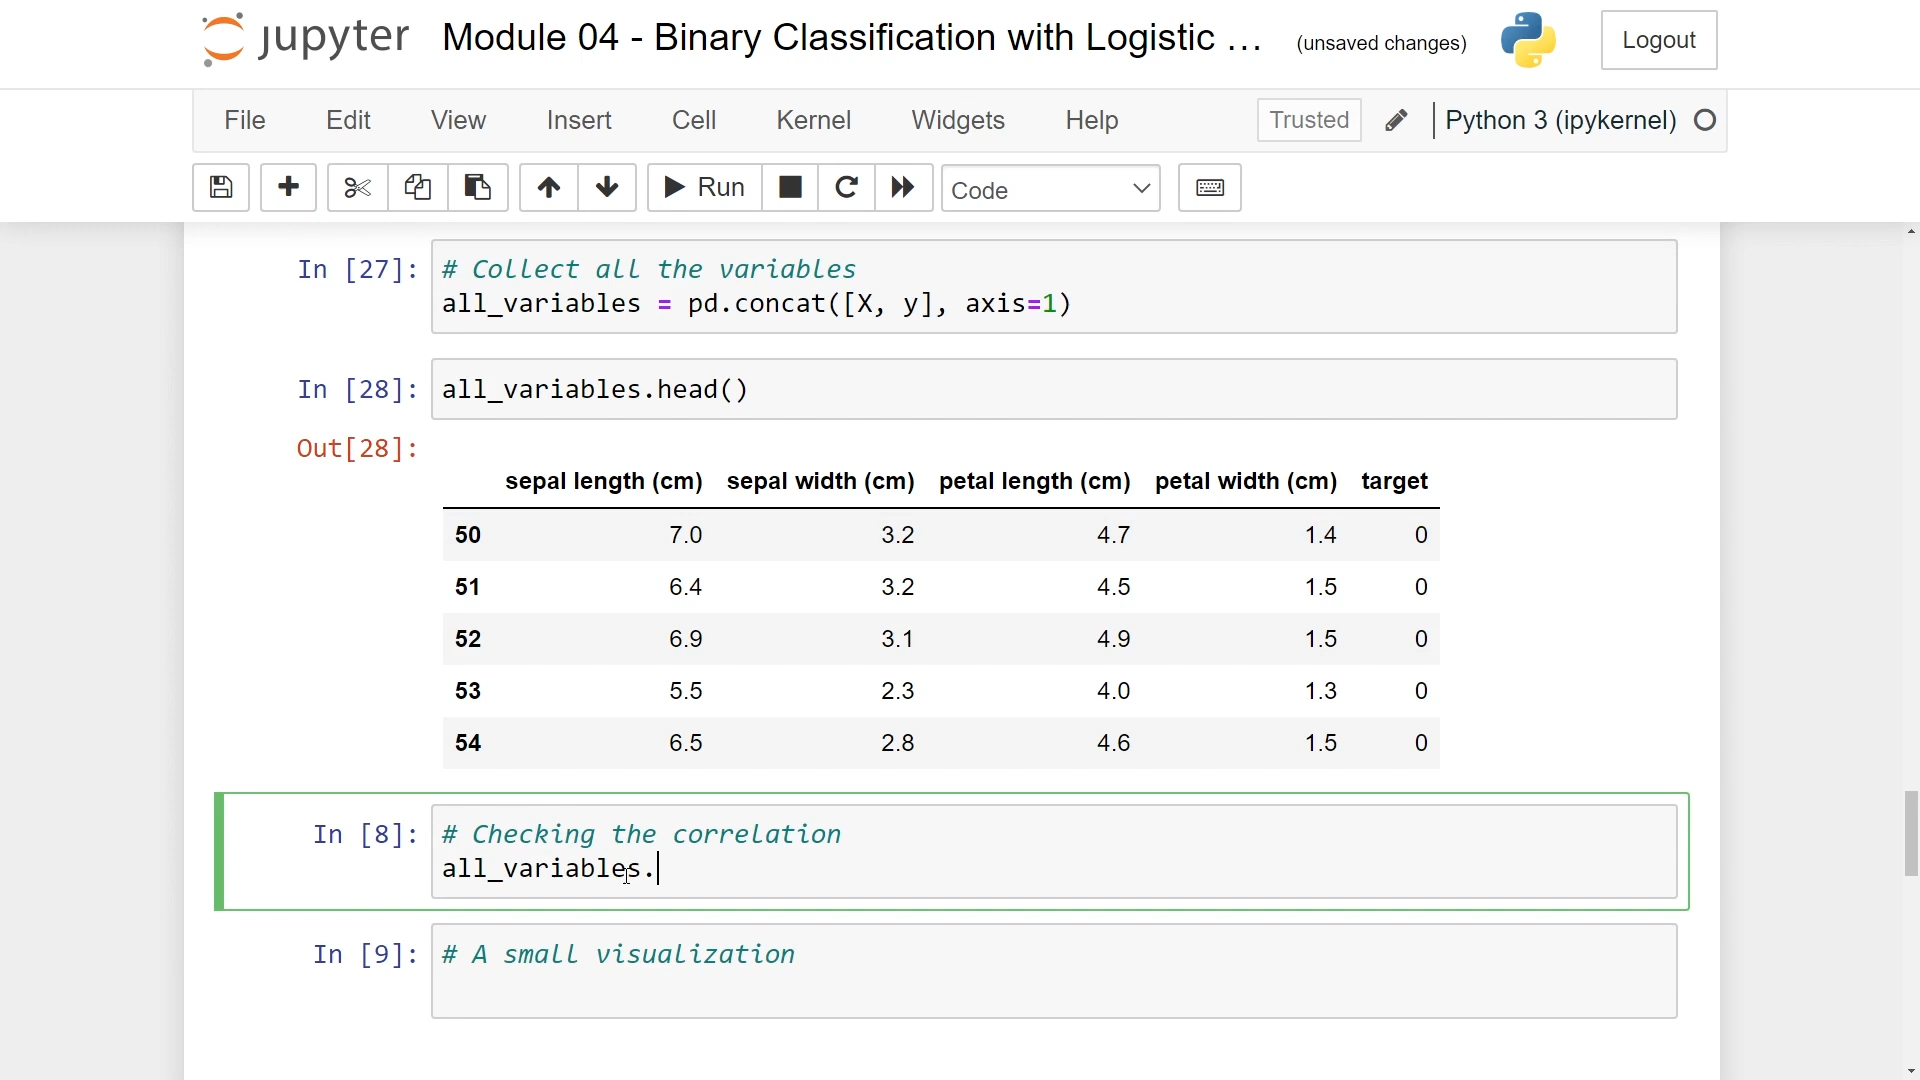 jupyter Module 04 - Binary Classification with Logistic ... (unsaved changes) Logout
File Edit View Insert Cell Kernel Widgets Help Trusted Python 3 (ipykernel)
Run Code
In [27]: # Collect all the variables
all_variables = pd.concat([X, y], axis=1)
In [28]: all_variables.head()
Out[28]:
sepal length (cm) sepal width (cm) petal length (cm) petal width (cm) target
50 7.0 3.2 4.7 1.4 0
51 6.4 3.2 4.5 1.5 0
52 6.9 3.1 4.9 1.5 0
53 5.5 2.3 4.0 1.3 0
54 6.5 2.8 4.6 1.5 0
In [8]: # Checking the correlation
all_variables.
In [9]: # A small visualization